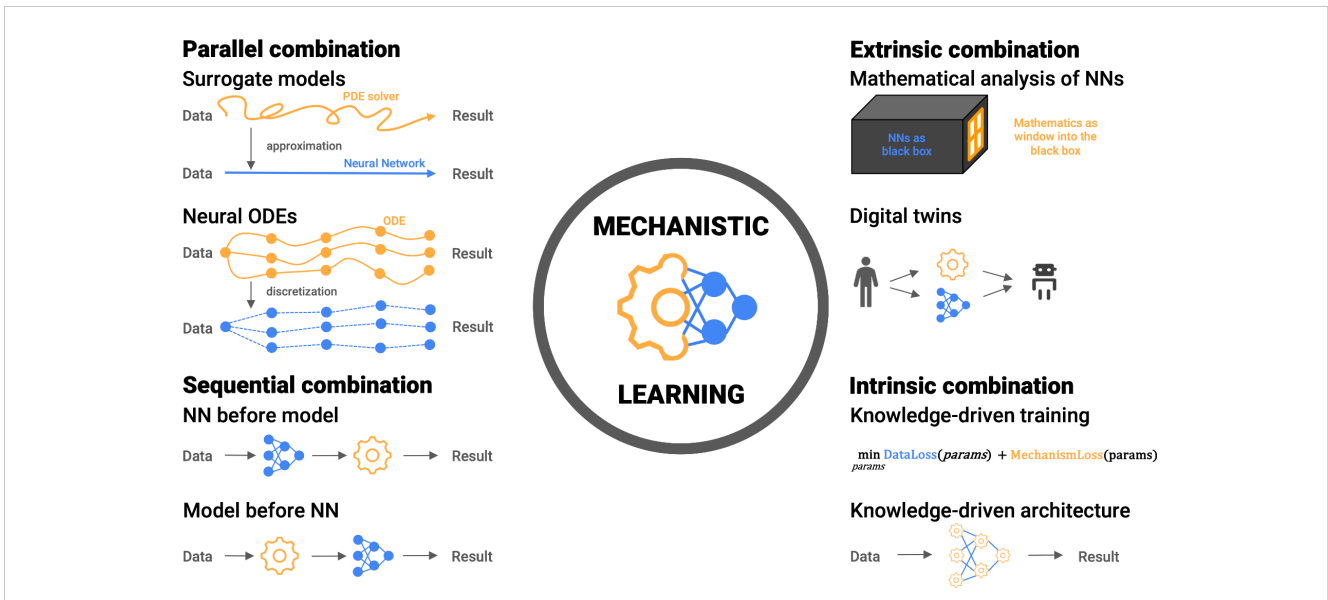 Parallel combination
Surrogate models
PDE solver
Data
Result
approximation
Neural Network
Data
Result
Neural ODEs
ODE
Data
Result
discretization
Data
Result
Sequential combination
NN before model
Data
Result
Model before NN
Data
Result
MECHANISTIC
LEARNING
Extrinsic combination
Mathematical analysis of NNs
NNs as
black box
Mathematics as
window into the
black box
Digital twins
Intrinsic combination
Knowledge-driven training
min DataLoss(params) + MechanismLoss(params)
params
Knowledge-driven architecture
Data
Result